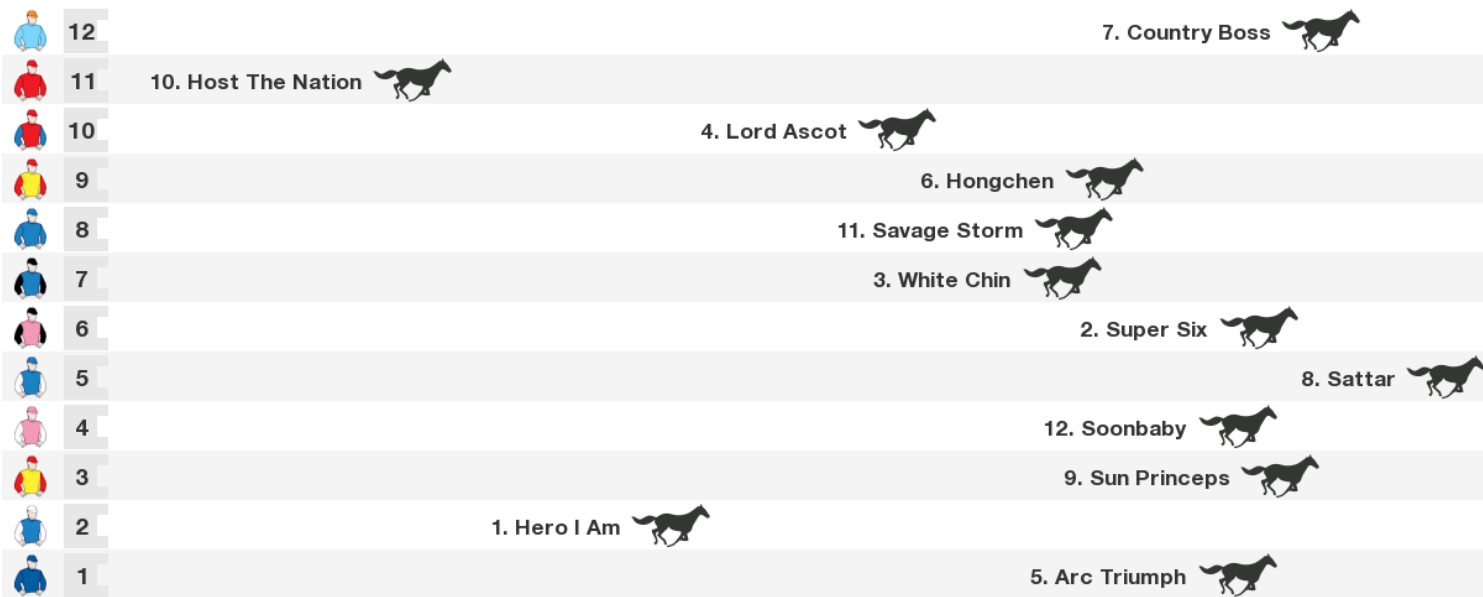 12 7. Country Boss
11 10. Host The Nation
10 4. Lord Ascot
9 6. Hongchen
8 11. Savage Storm
7 3. White Chin
6 2. Super Six
5 8. Sattar
4 12. Soonbaby
3 9. Sun Princeps
2 1. Hero I Am
1 5. Arc Triumph